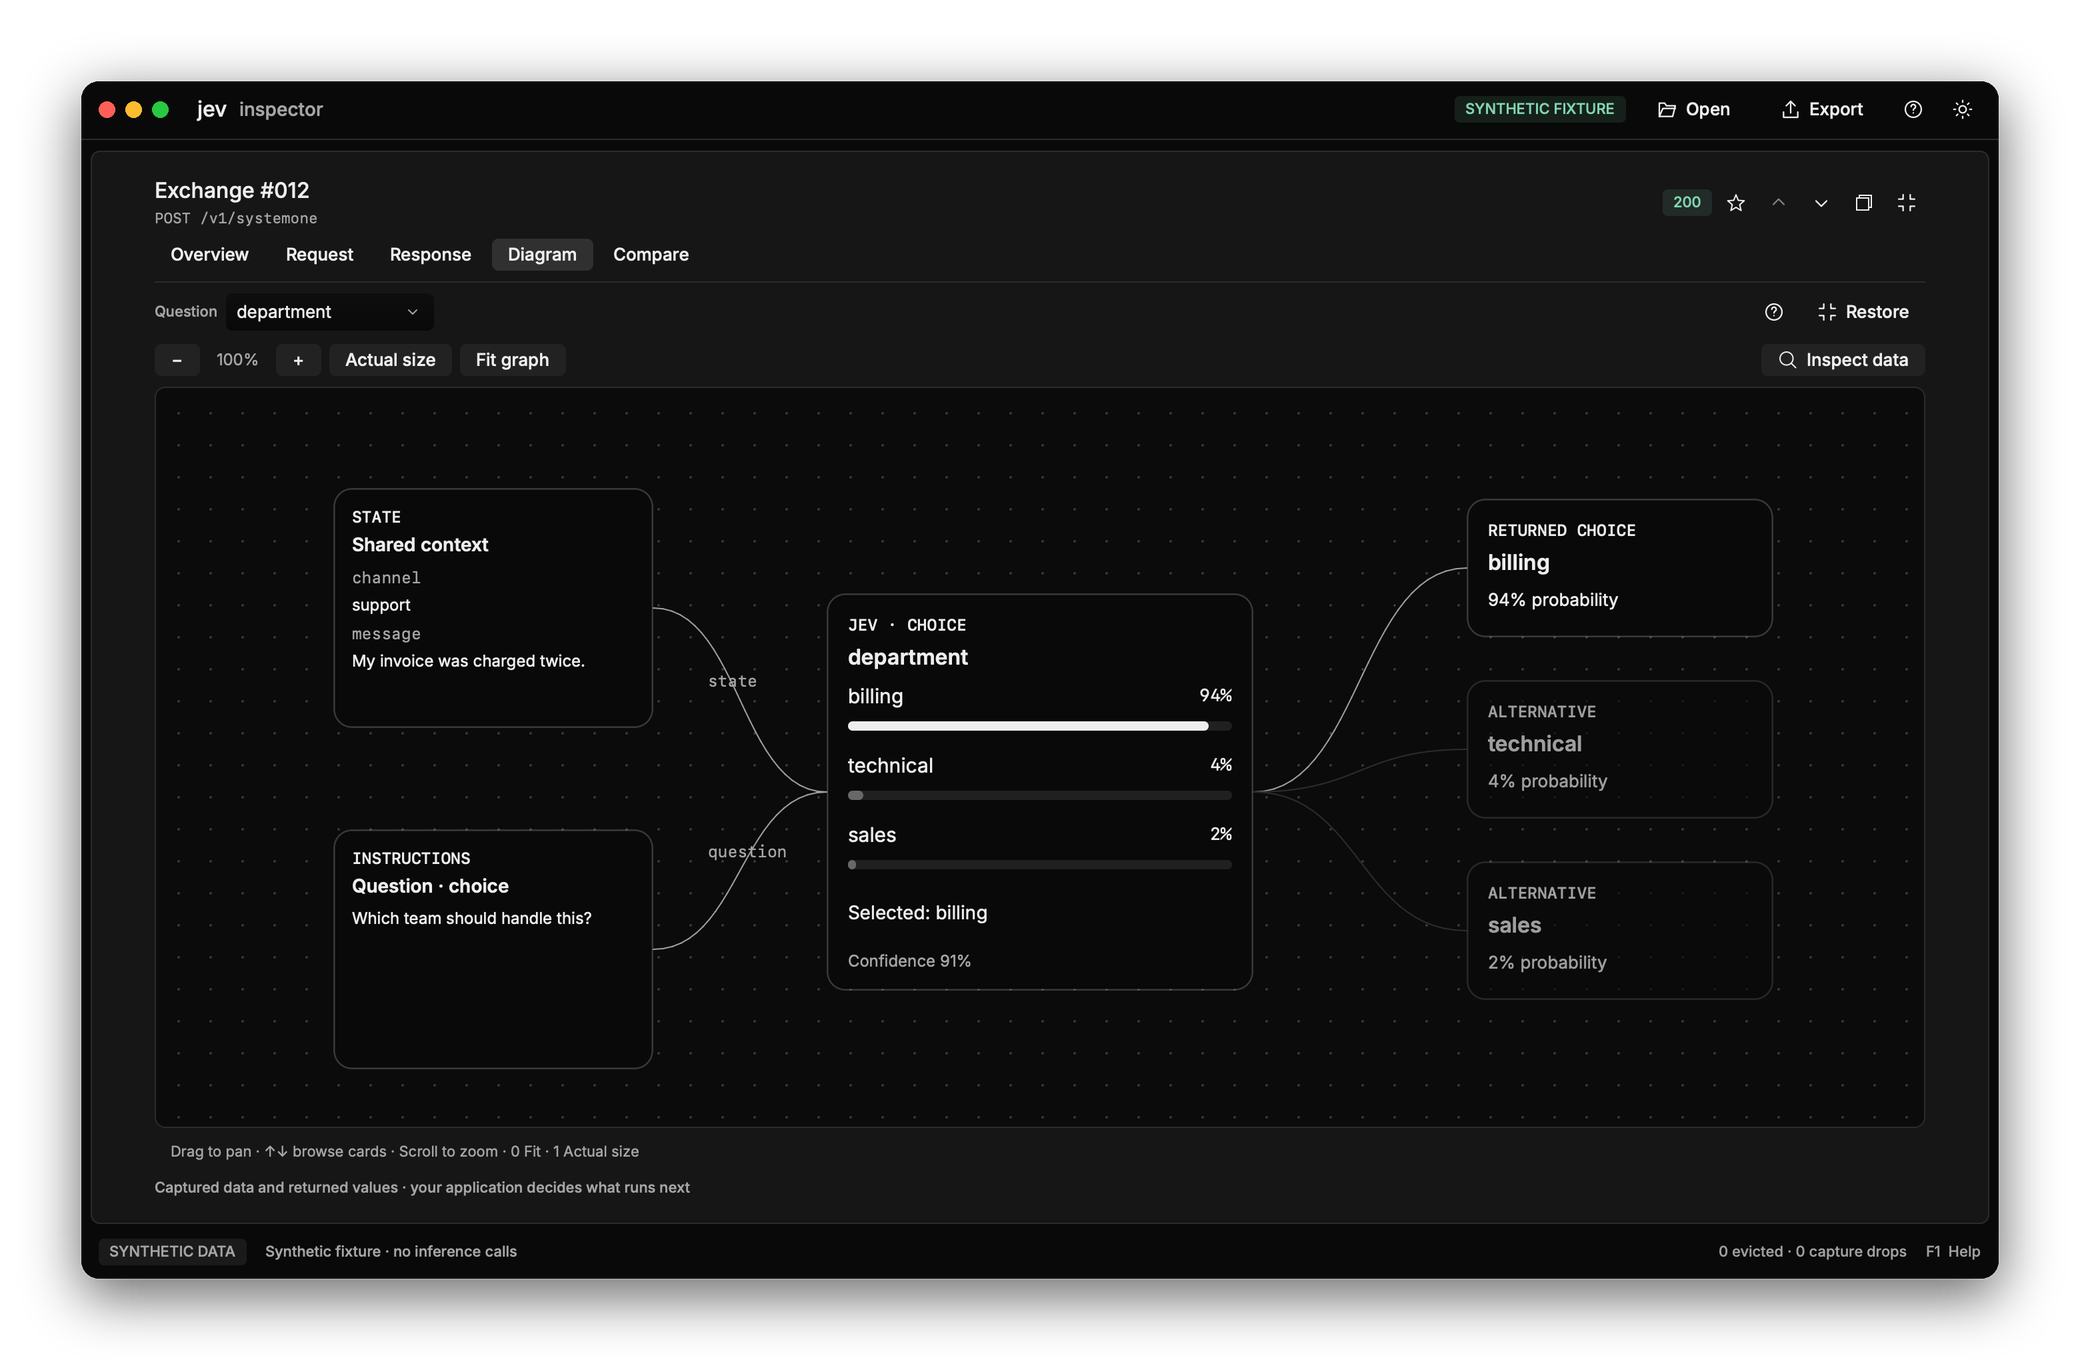 jev inspector
SYNTHETIC FIXTURE
Open
Export
Exchange #012
POST /v1/systemone
200
Overview
Request
Response
Diagram
Compare
Question
department
Restore
−
100%
+
Actual size
Fit graph
Inspect data
STATE
Shared context
channel
support
message
My invoice was charged twice.
INSTRUCTIONS
Question · choice
Which team should handle this?
state
question
JEV · CHOICE
department
billing 94%
technical 4%
sales 2%
Selected: billing
Confidence 91%
RETURNED CHOICE
billing
94% probability
ALTERNATIVE
technical
4% probability
ALTERNATIVE
sales
2% probability
Drag to pan · ↑↓ browse cards · Scroll to zoom · 0 Fit · 1 Actual size
Captured data and returned values · your application decides what runs next
SYNTHETIC DATA
Synthetic fixture · no inference calls
0 evicted · 0 capture drops
F1 Help